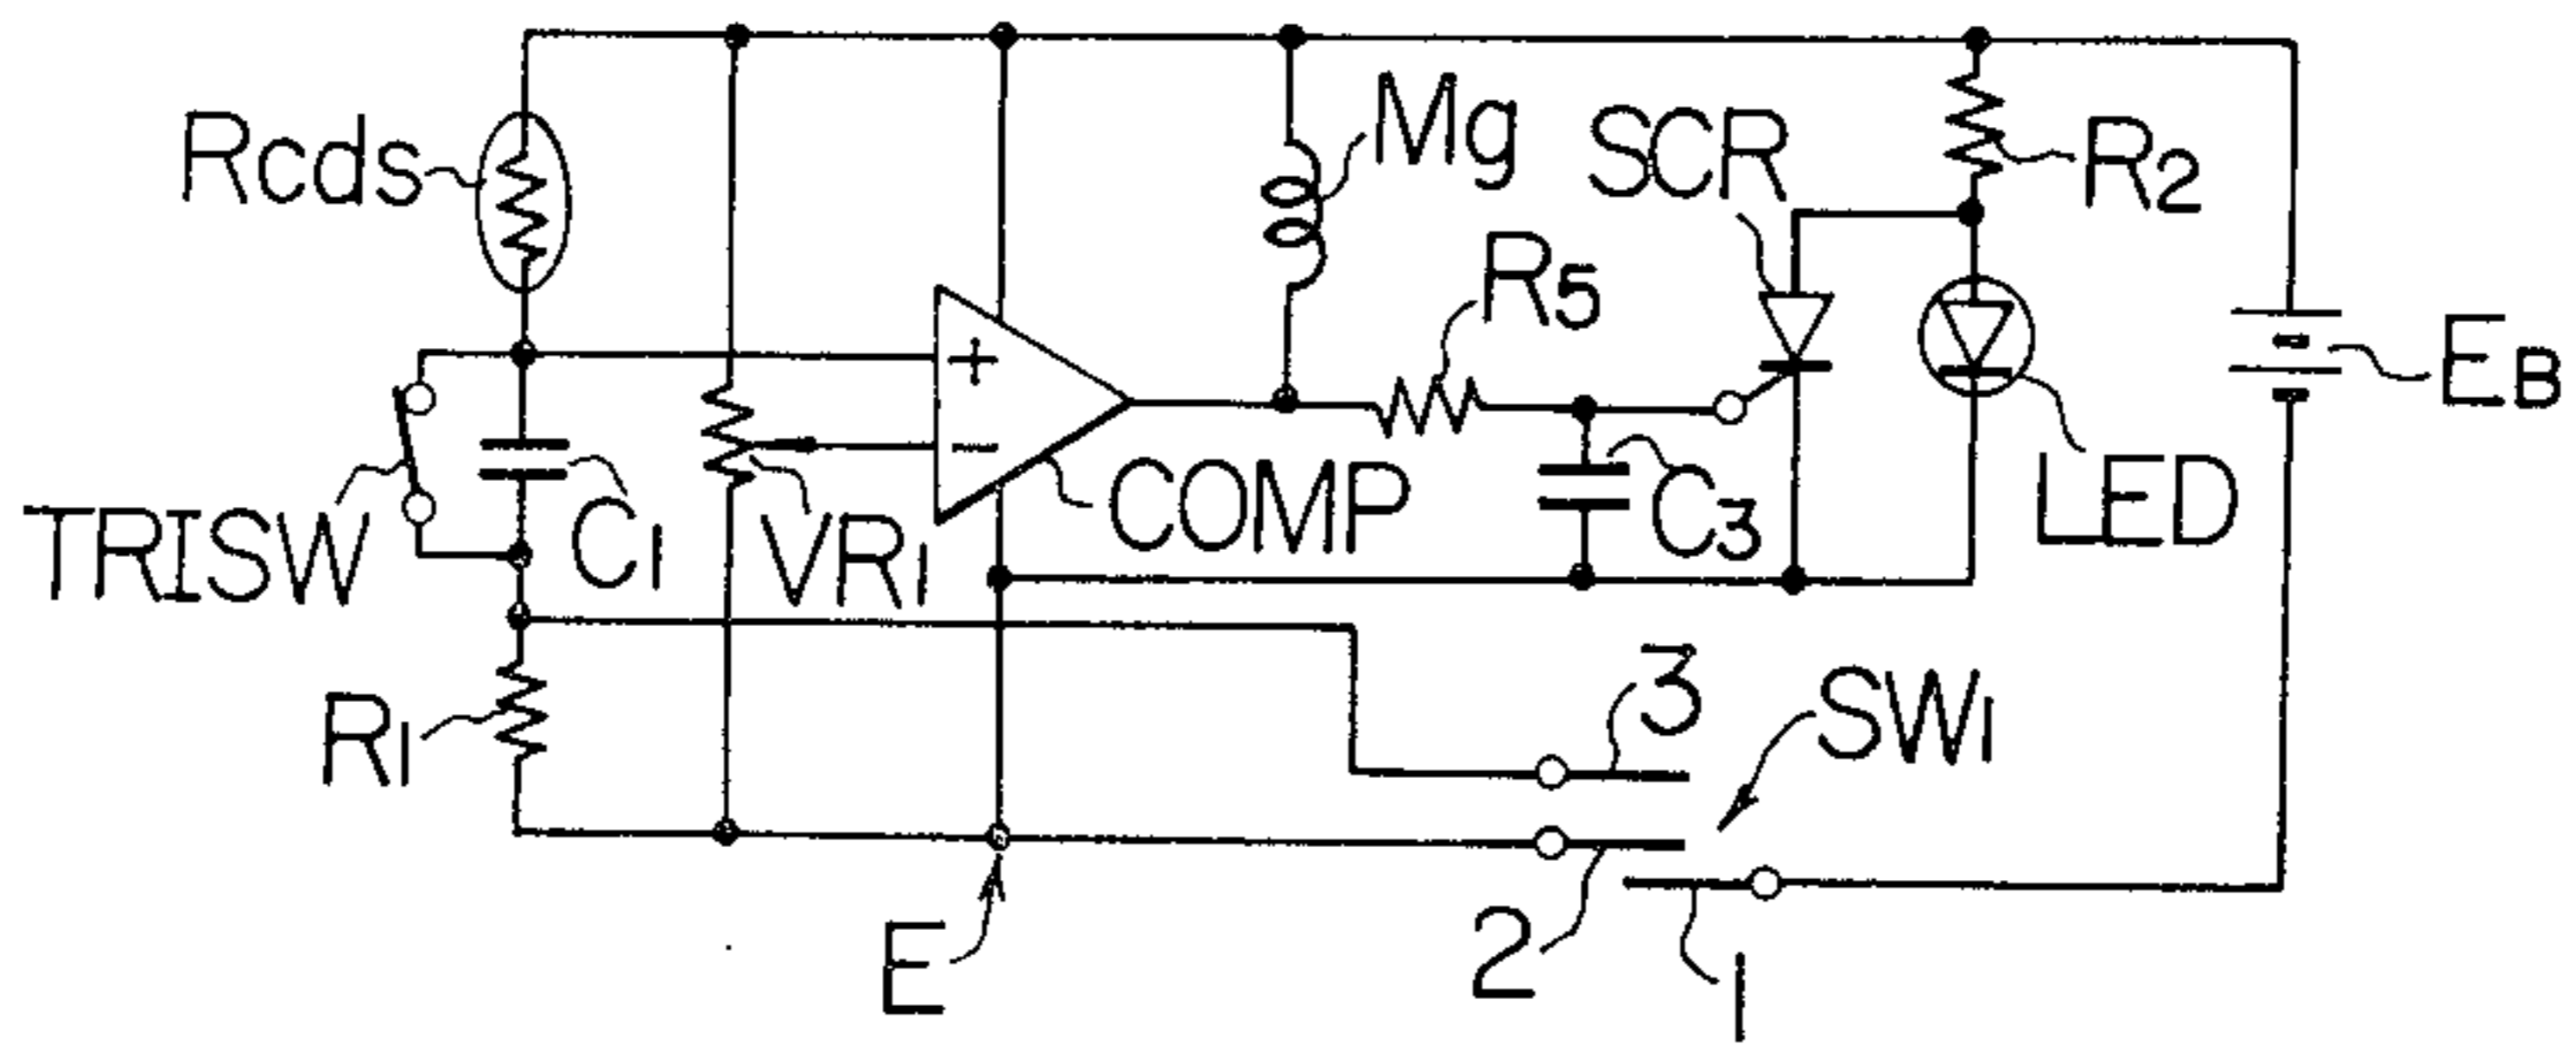 Mg
SCR
Rcds
R2
R5
EB
+
−
COMP
C3
LED
TRISW
C1
VR1
3
SW1
R1
2
E
1